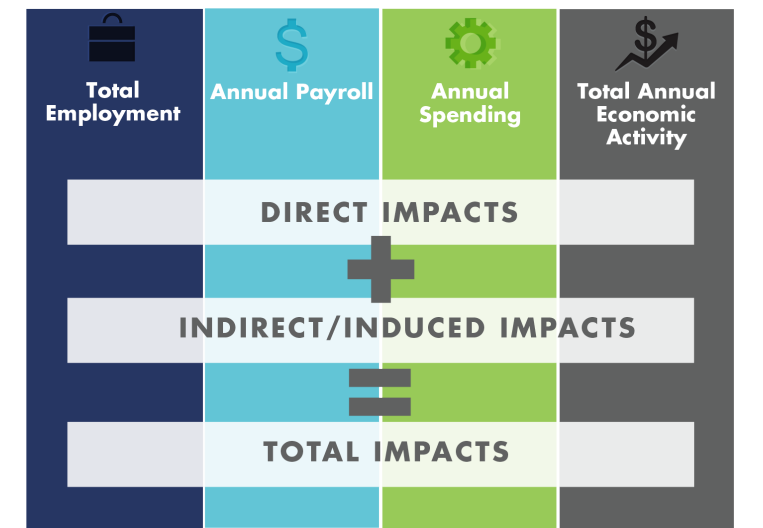 Total
Employment
Annual Payroll
Annual
Spending
Total Annual
Economic
Activity
DIRECT IMPACTS
+
INDIRECT/INDUCED IMPACTS
=
TOTAL IMPACTS